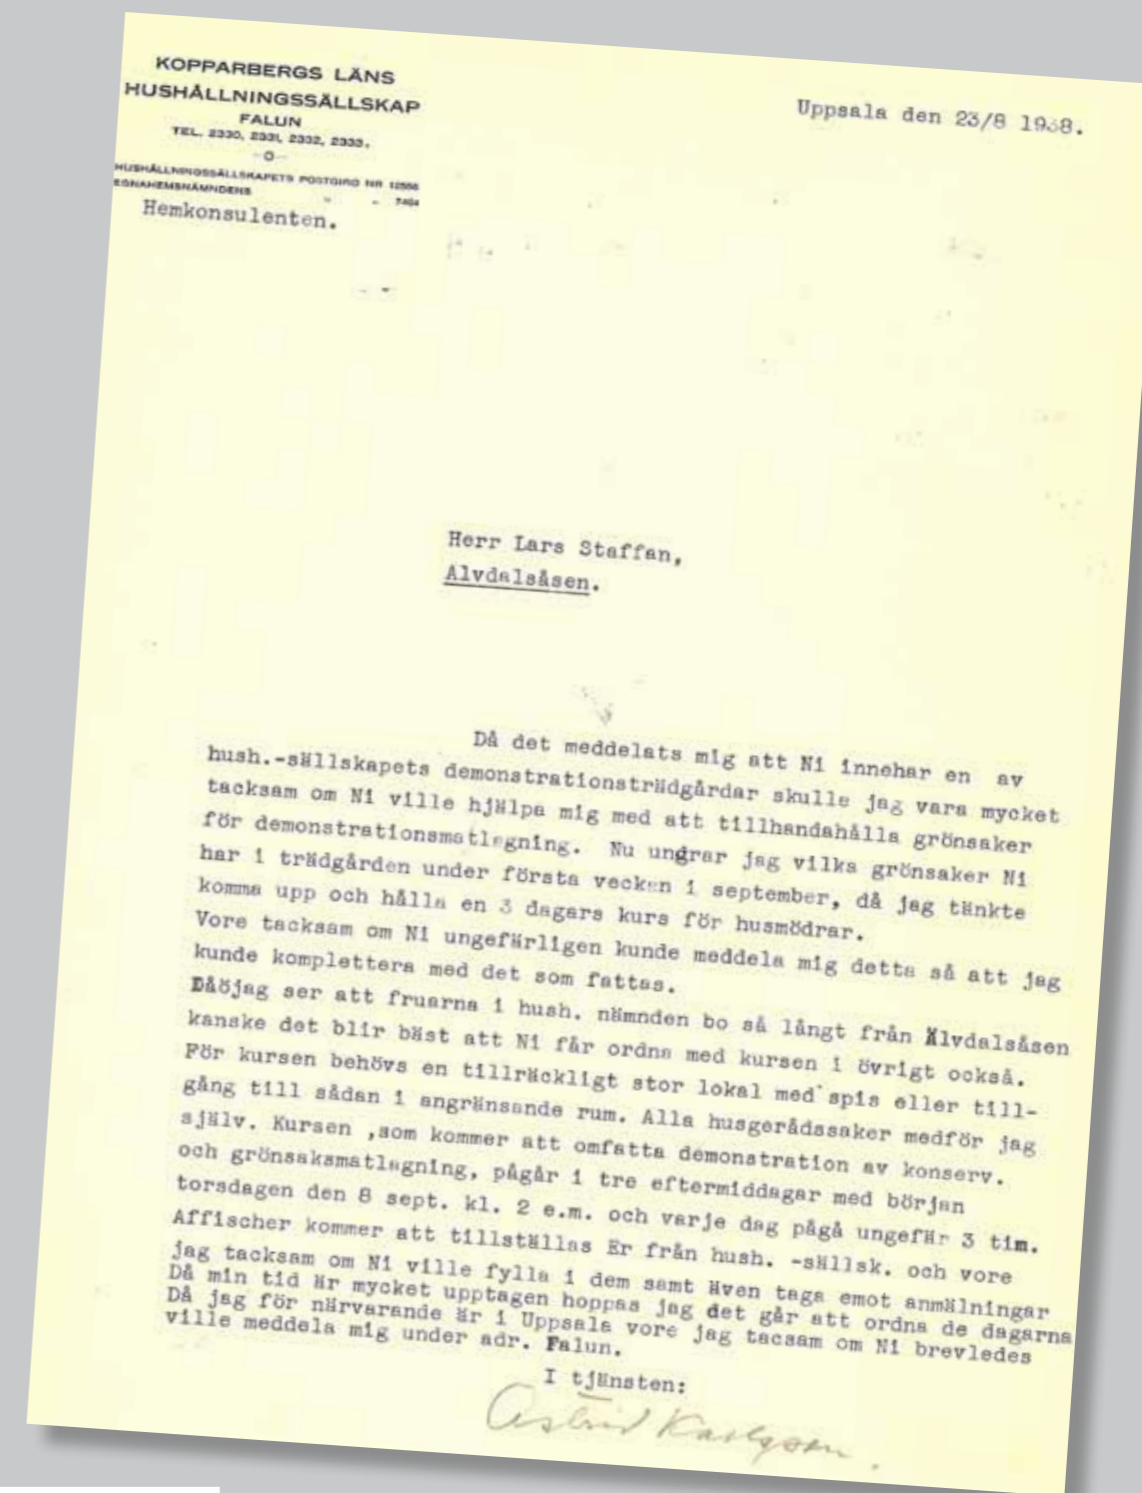 KOPPARBERGS LÄNS
HUSHÅLLNINGSSÄLLSKAP
FALUN
TEL. 2330, 2331, 2332, 2333,
—O—
HUSHÅLLNINGSSÄLLSKAPETS POSTGIRO NR 12556
EGNAHEMSNÄMNDENS " - 7404
Hemkonsulenten.
Uppsala den 23/8 1938.
Herr Lars Staffan,
Alvdalsåsen.
Då det meddelats mig att Ni innehar en av
hush.-sällskapets demonstrationsträdgårdar skulle jag vara mycket
tacksam om Ni ville hjälpa mig med att tillhandahålla grönsaker
för demonstrationsmatlagning. Nu undrar jag vilka grönsaker Ni
har i trädgården under första veckan i september, då jag tänkte
komma upp och hålla en 3 dagars kurs för husmödrar.
Vore tacksam om Ni ungefärligen kunde meddela mig detta så att jag
kunde komplettera med det som fattas.
Dåöjag ser att fruarna i hush. nämnden bo så långt från Älvdalsåsen
kanske det blir bäst att Ni får ordna med kursen i övrigt också.
För kursen behövs en tillräckligt stor lokal med spis eller till-
gång till sådan i angränsande rum. Alla husgerådssaker medför jag
själv. Kursen ,som kommer att omfatta demonstration av konserv.
och grönsaksmatlagning, pågår i tre eftermiddagar med början
torsdagen den 8 sept. kl. 2 e.m. och varje dag pågå ungefär 3 tim.
Affischer kommer att tillställas Er från hush. -sällsk. och vore
jag tacksam om Ni ville fylla i dem samt även taga emot anmälningar
Då min tid är mycket upptagen hoppas jag det går att ordna de dagarna
Då jag för närvarande är i Uppsala vore jag tacsam om Ni brevledes
ville meddela mig under adr. Falun.
I tjänsten:
Astrid Karlsson.